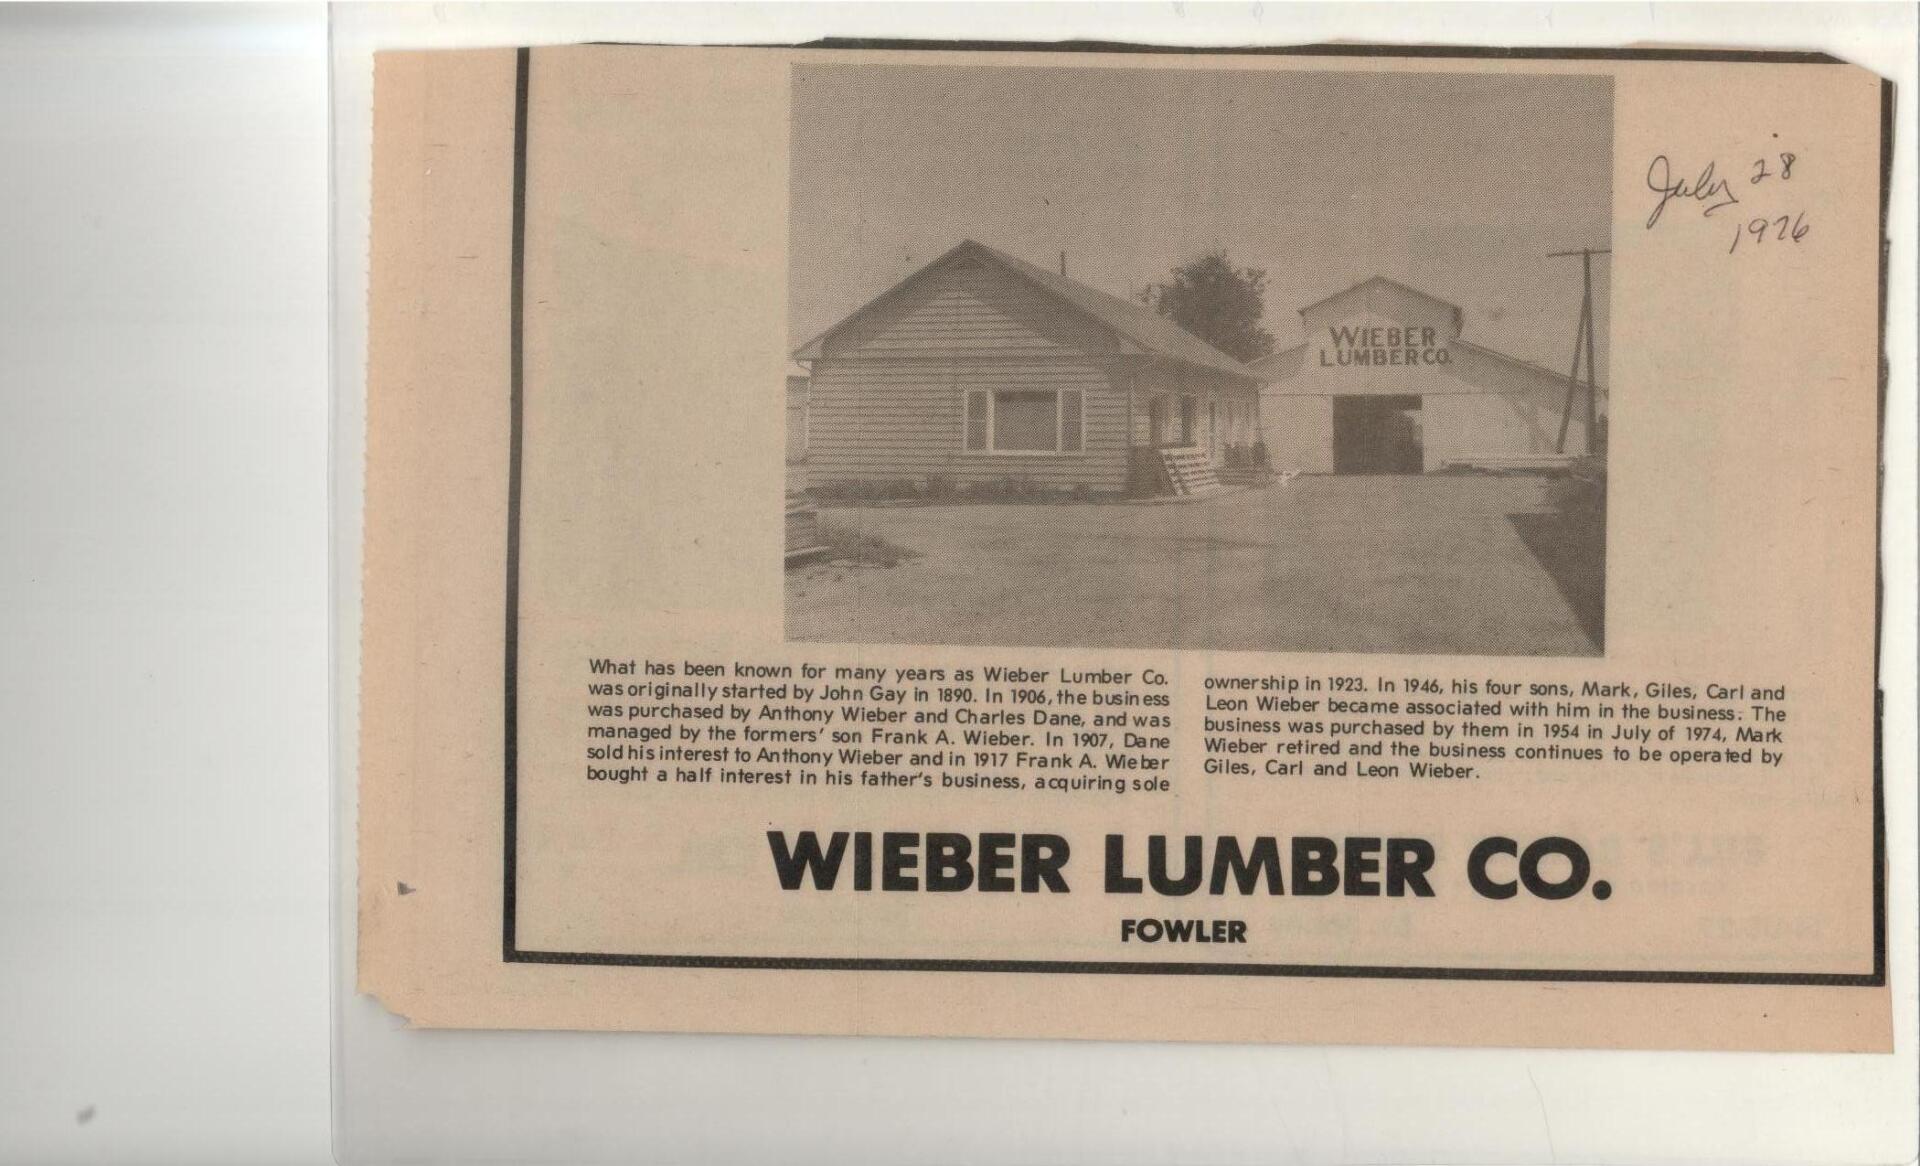 July 28
1976
WIEBER
LUMBER CO.
What has been known for many years as Wieber Lumber Co.
was originally started by John Gay in 1890. In 1906, the business
was purchased by Anthony Wieber and Charles Dane, and was
managed by the formers' son Frank A. Wieber. In 1907, Dane
sold his interest to Anthony Wieber and in 1917 Frank A. Wieber
bought a half interest in his father's business, acquiring sole
ownership in 1923. In 1946, his four sons, Mark, Giles, Carl and
Leon Wieber became associated with him in the business. The
business was purchased by them in 1954 in July of 1974, Mark
Wieber retired and the business continues to be operated by
Giles, Carl and Leon Wieber.
WIEBER LUMBER CO.
FOWLER